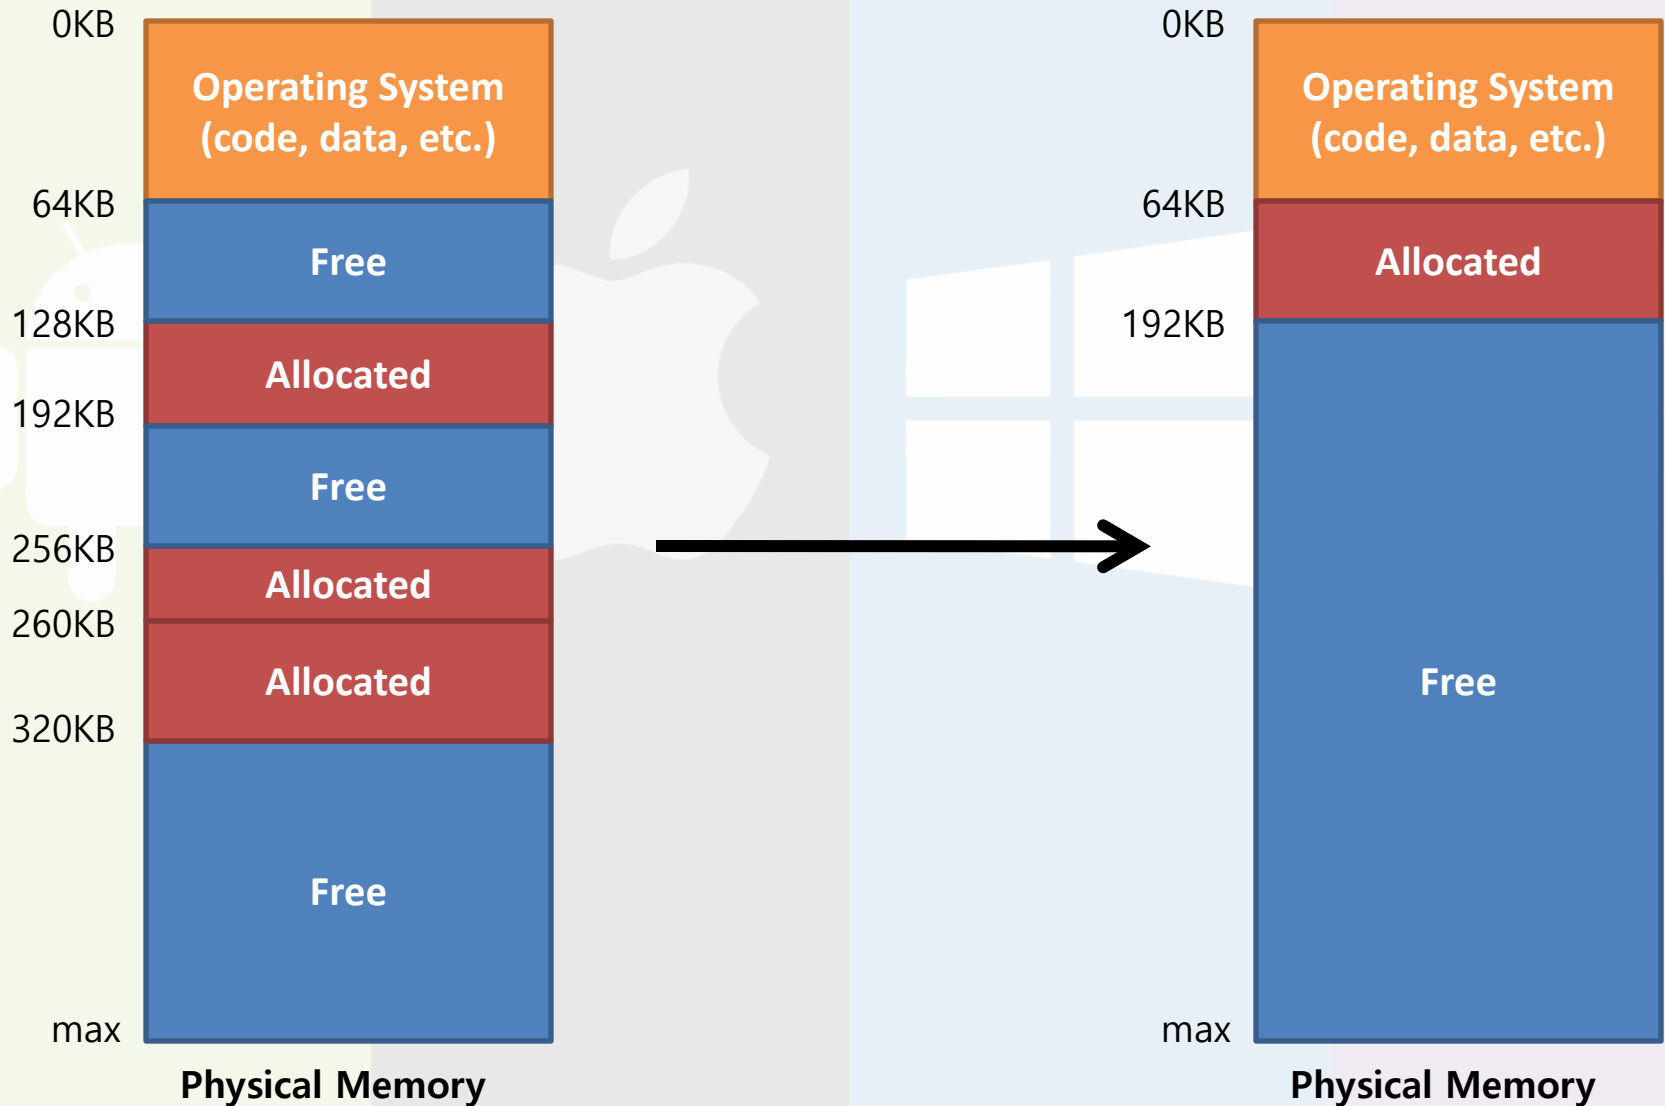 0KB
Operating System
(code, data, etc.)
64KB
Free
128KB
Allocated
192KB
Free
256KB
Allocated
260KB
Allocated
320KB
Free
max
Physical Memory
0KB
Operating System
(code, data, etc.)
64KB
Allocated
192KB
Free
max
Physical Memory